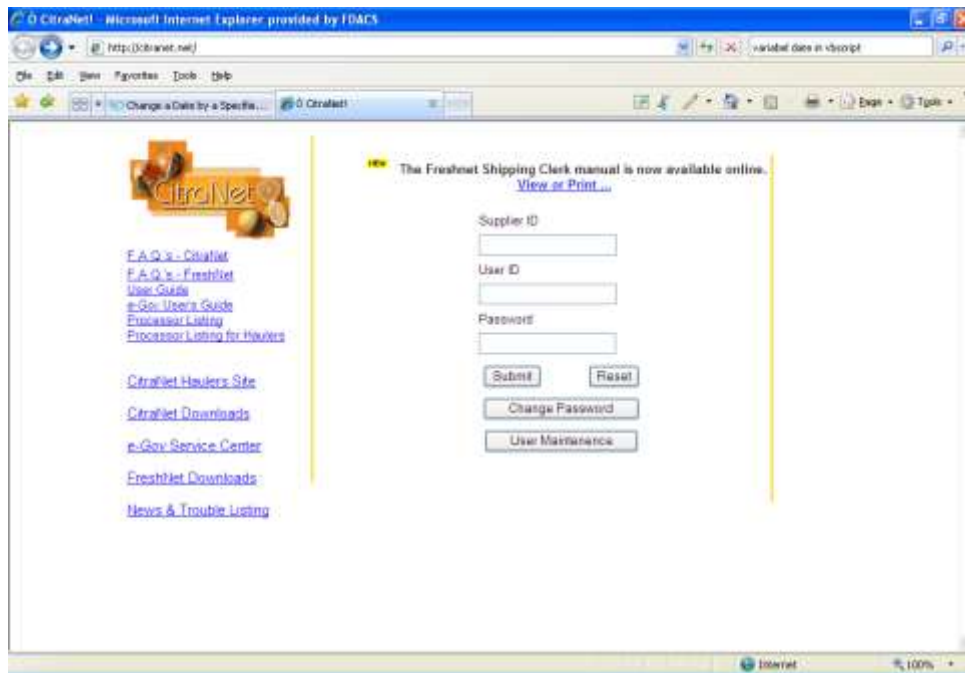 CitraNet! - Microsoft Internet Explorer provided by FDACS
http://citranet.net/
variabel date in vbscript
File Edit View Favorites Tools Help
Change a Date by a Specifie...
CitraNet!
Page Tools
CitraNet
NEW The Freshnet Shipping Clerk manual is now available online.
View or Print ...
Supplier ID
User ID
Password
Submit Reset
Change Password
User Maintenance
F.A.Q.'s - CitraNet
F.A.Q.'s - FreshNet
User Guide
e-Gov User's Guide
Processor Listing
Processor Listing for Haulers
CitraNet Haulers Site
CitraNet Downloads
e-Gov Service Center
FreshNet Downloads
News & Trouble Listing
Internet 100%